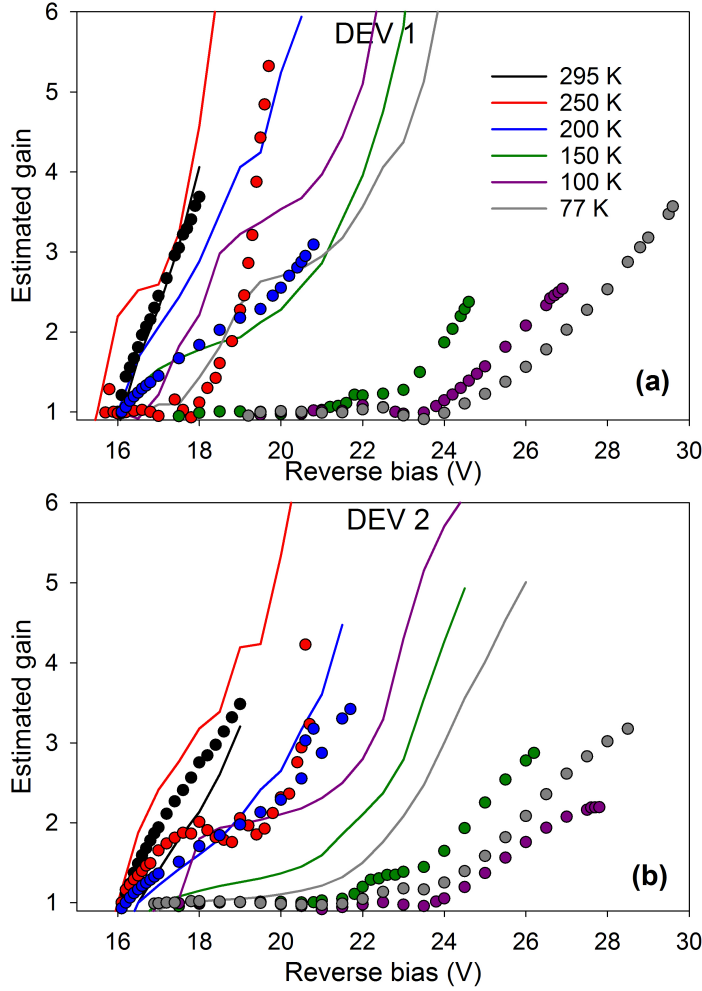 6
DEV 1
5
295 K
250 K
200 K
4
150 K
100 K
77 K
Estimated gain
3
2
(a)
1
16 18 20 22 24 26 28 30
Reverse bias (V)
6
DEV 2
5
4
Estimated gain
3
2
(b)
1
16 18 20 22 24 26 28 30
Reverse bias (V)